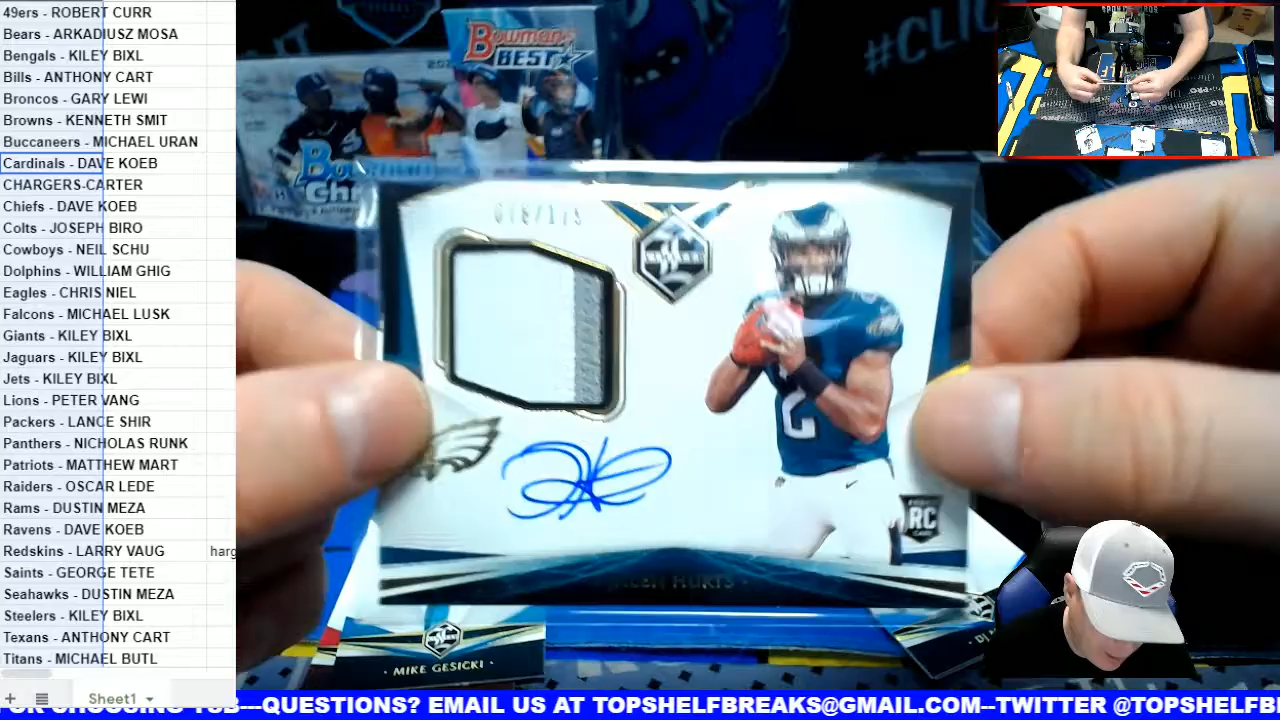 49ers - ROBERT CURR
Bears - ARKADIUSZ MOSA
Bengals - KILEY BIXL
Bills - ANTHONY CART
Broncos - GARY LEWI
Browns - KENNETH SMIT
Buccaneers - MICHAEL URAN
Cardinals - DAVE KOEB
CHARGERS-CARTER
Chiefs - DAVE KOEB
Colts - JOSEPH BIRO
Cowboys - NEIL SCHU
Dolphins - WILLIAM GHIG
Eagles - CHRIS NIEL
Falcons - MICHAEL LUSK
Giants - KILEY BIXL
Jaguars - KILEY BIXL
Jets - KILEY BIXL
Lions - PETER VANG
Packers - LANCE SHIR
Panthers - NICHOLAS RUNK
Patriots - MATTHEW MART
Raiders - OSCAR LEDE
Rams - DUSTIN MEZA
Ravens - DAVE KOEB
Redskins - LARRY VAUG harg
Saints - GEORGE TETE
Seahawks - DUSTIN MEZA
Steelers - KILEY BIXL
Texans - ANTHONY CART
Titans - MICHAEL BUTL
Sheet1
Bowman's
BEST
#CLIC
2
RC
HURTS
MIKE GESICKI
---QUESTIONS? EMAIL US AT TOPSHELFBREAKS@GMAIL.COM--TWITTER @TOPSHELFB